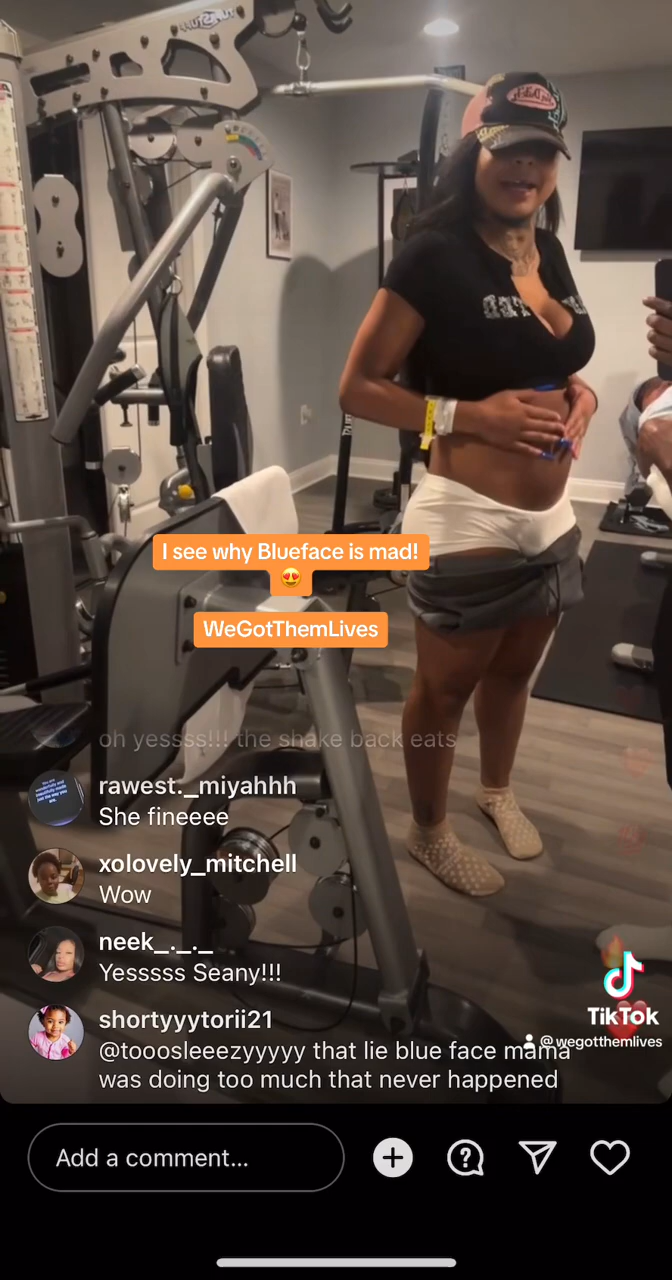 I see why Blueface is mad!
😍
WeGotThemLives
oh yessss!!! the shake back eats
rawest._miyahhh
She fineeee
xolovely_mitchell
Wow
neek_._._
Yesssss Seany!!!
shortyyytorii21
@tooosleeezyyyyy that lie blue face mama
was doing too much that never happened
TikTok
@wegotthemlives
Add a comment...